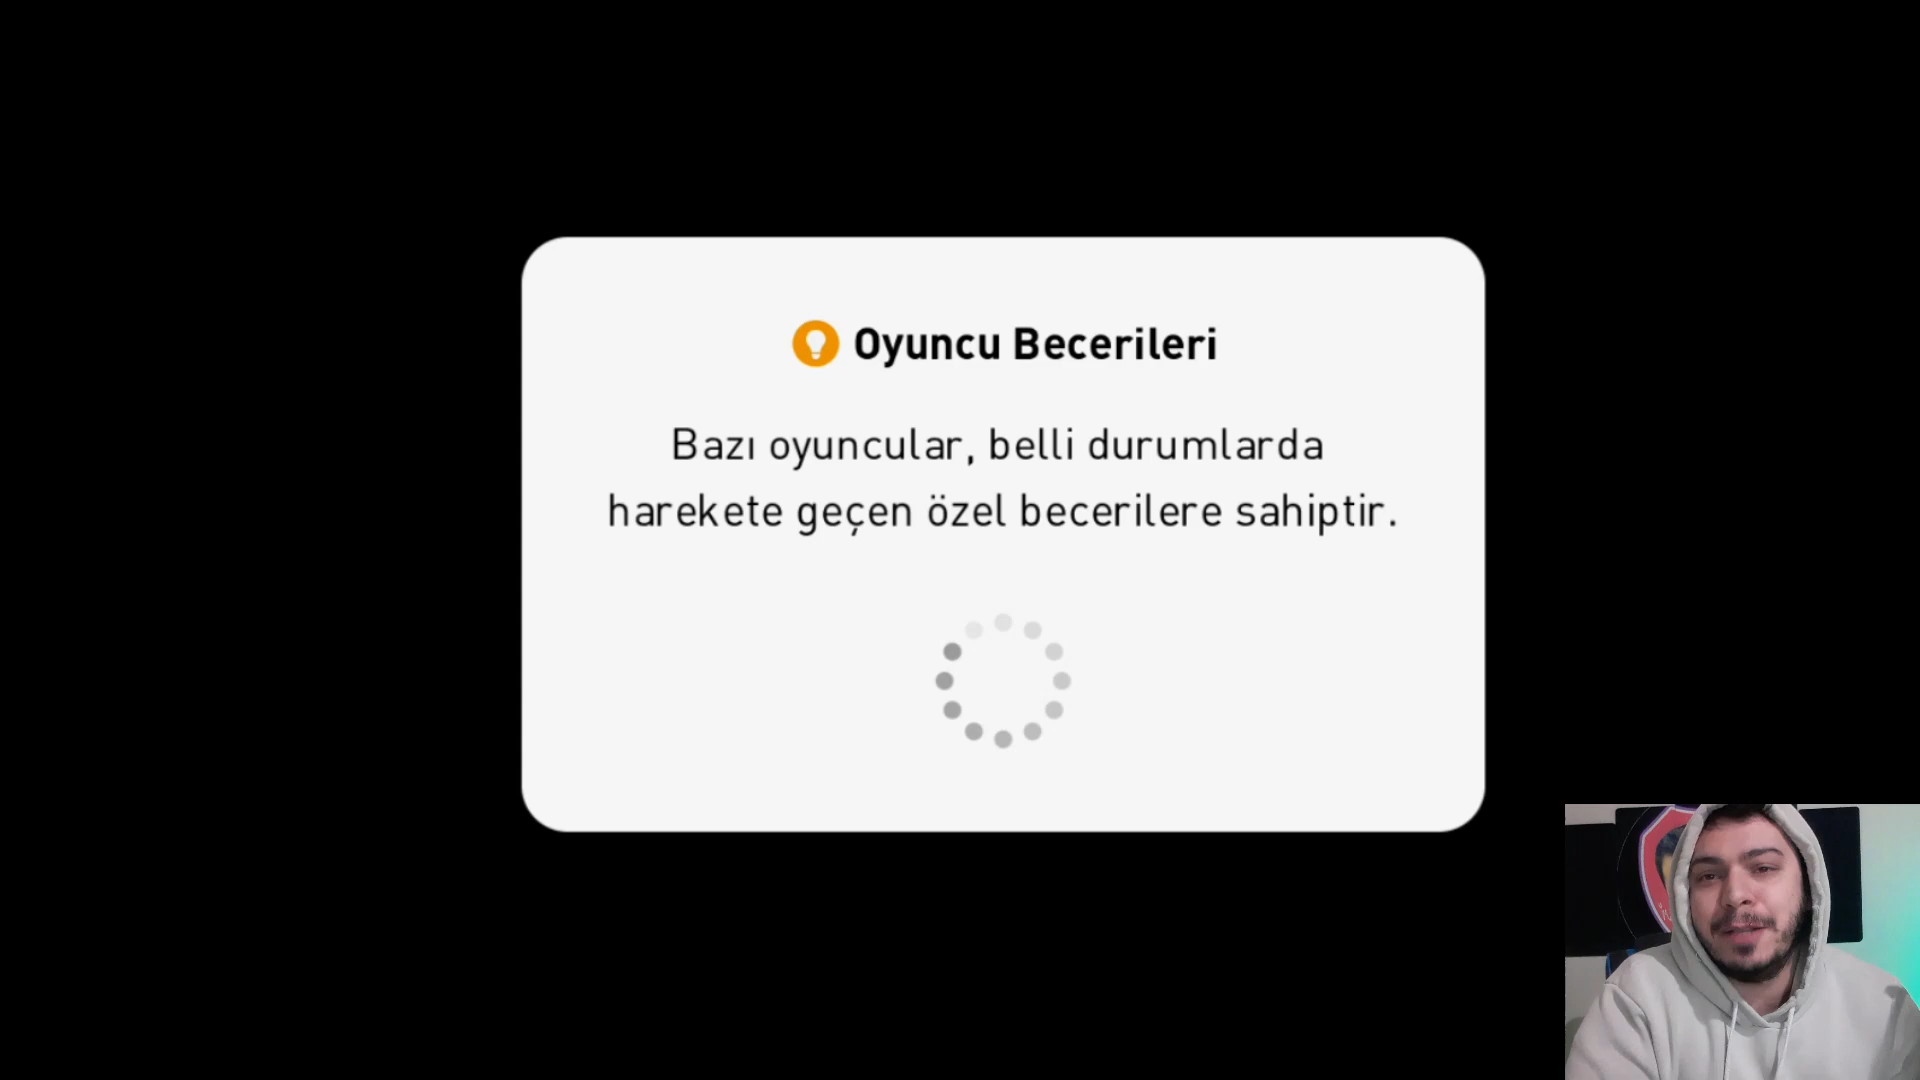 Oyuncu Becerileri
Bazı oyuncular, belli durumlarda
harekete geçen özel becerilere sahiptir.